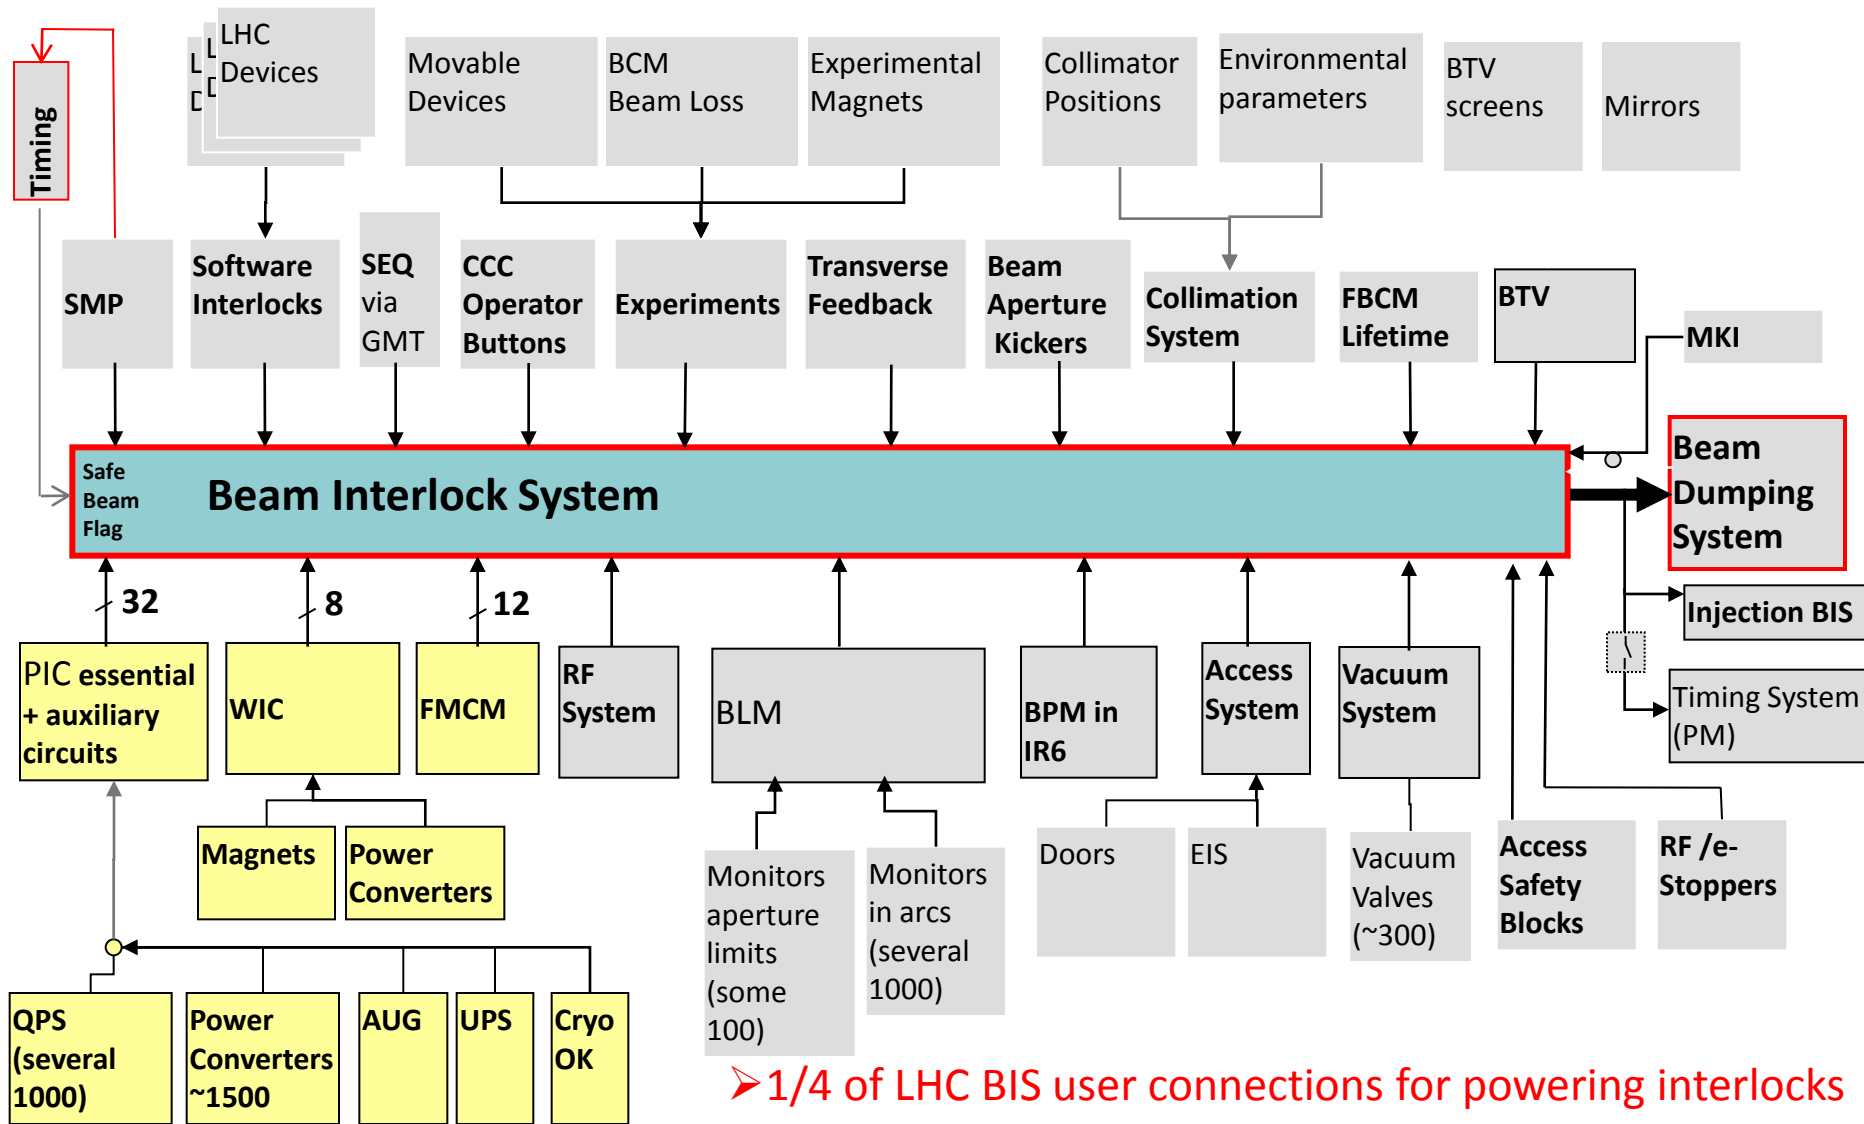 L
D
L
D
LHC
Devices
Movable
Devices
BCM
Beam Loss
Experimental
Magnets
Collimator
Positions
Environmental
parameters
BTV
screens
Mirrors
Timing
SMP
Software
Interlocks
SEQ
via
GMT
CCC
Operator
Buttons
Experiments
Transverse
Feedback
Beam
Aperture
Kickers
Collimation
System
FBCM
Lifetime
BTV
MKI
Safe
Beam
Flag
Beam Interlock System
Beam
Dumping
System
32
8
12
Injection BIS
Timing System
(PM)
PIC essential
+ auxiliary
circuits
WIC
FMCM
RF
System
BLM
BPM in
IR6
Access
System
Vacuum
System
Magnets
Power
Converters
Monitors
aperture
limits
(some
100)
Monitors
in arcs
(several
1000)
Doors
EIS
Vacuum
Valves
(~300)
Access
Safety
Blocks
RF /e-
Stoppers
QPS
(several
1000)
Power
Converters
~1500
AUG
UPS
Cryo
OK
➢1/4 of LHC BIS user connections for powering interlocks